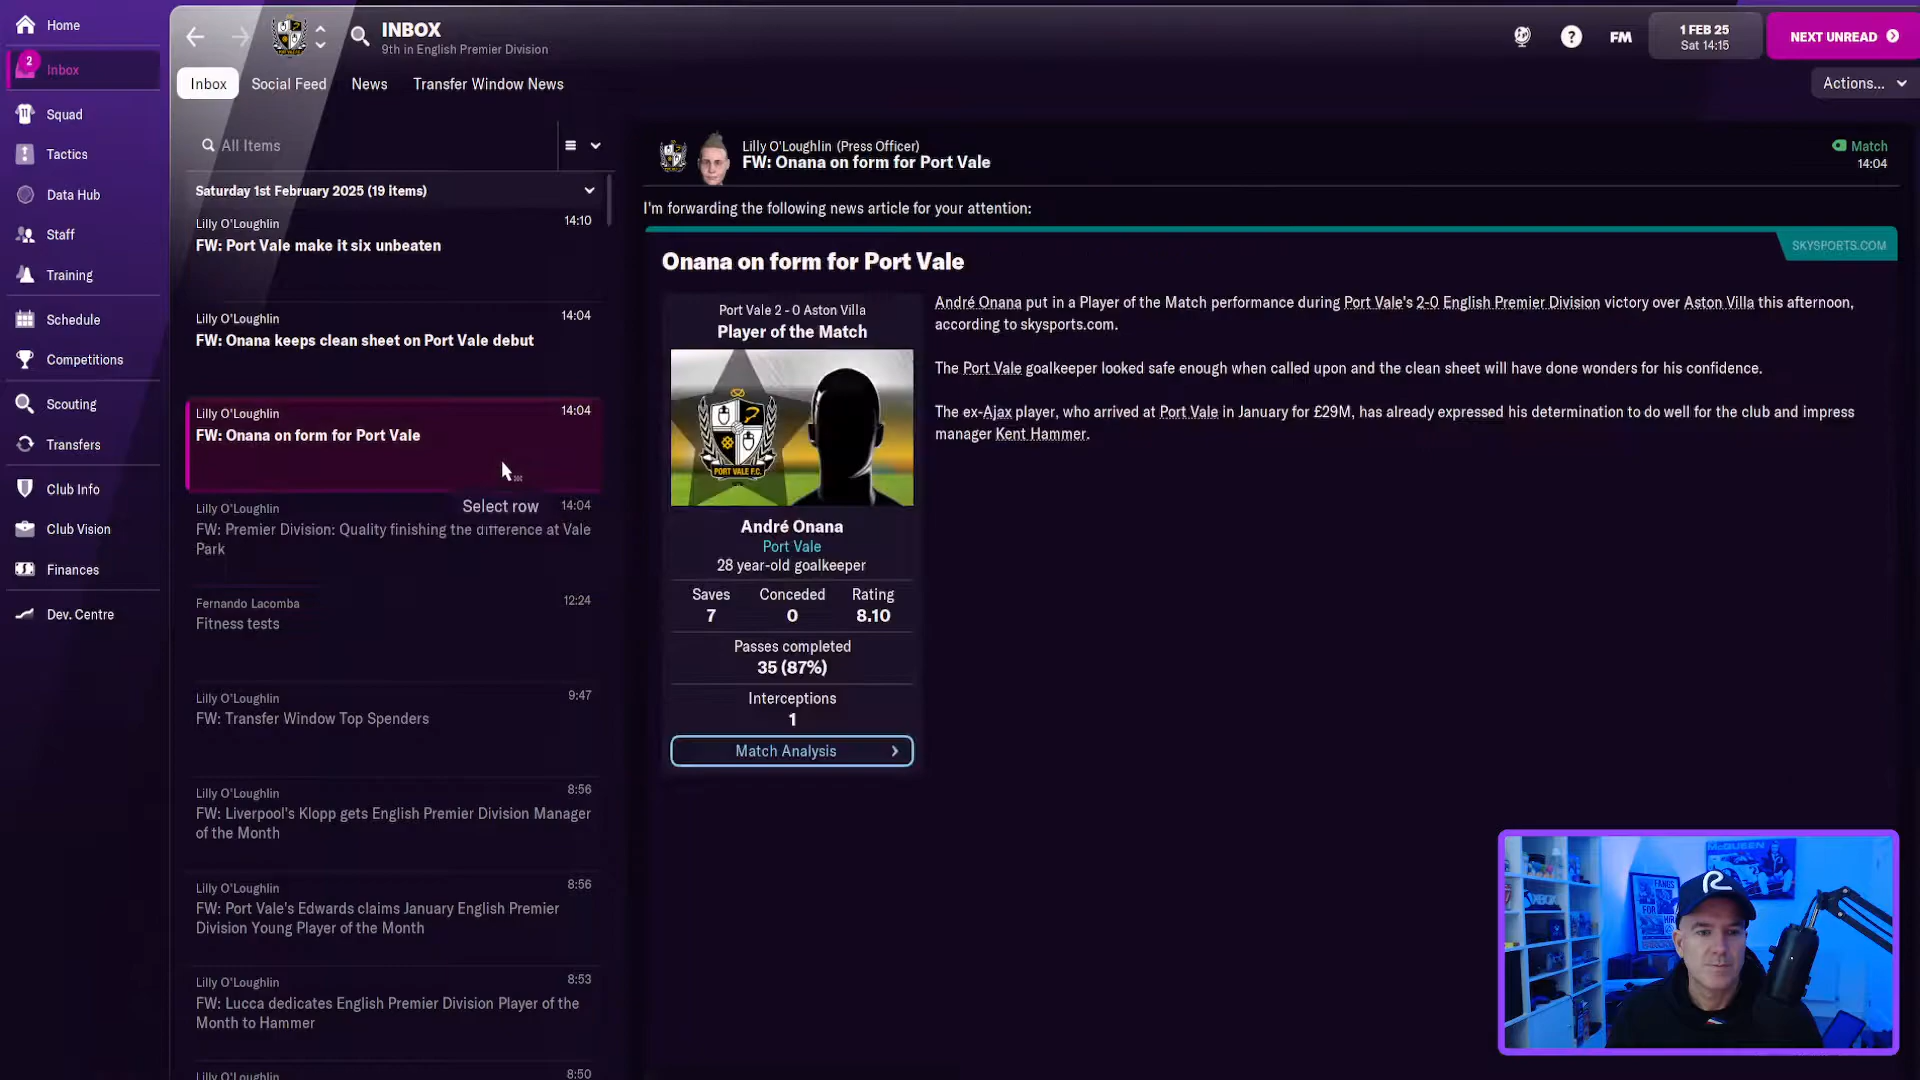 Home
2
Inbox
Squad
Tactics
Data Hub
Staff
Training
Schedule
Competitions
Scouting
Transfers
Club Info
Club Vision
Finances
Dev. Centre
INBOX
9th in English Premier Division
FM
1 FEB 25
Sat 14:15
NEXT UNREAD
Inbox
Social Feed
News
Transfer Window News
Actions...
All Items
Saturday 1st February 2025 (19 items)
Lilly O'Loughlin 14:10
FW: Port Vale make it six unbeaten
Lilly O'Loughlin 14:04
FW: Onana keeps clean sheet on Port Vale debut
Lilly O'Loughlin 14:04
FW: Onana on form for Port Vale
Select row
Lilly O'Loughlin 14:04
FW: Premier Division: Quality finishing the difference at Vale
Park
Fernando Lacomba 12:24
Fitness tests
Lilly O'Loughlin 9:47
FW: Transfer Window Top Spenders
Lilly O'Loughlin 8:56
FW: Liverpool's Klopp gets English Premier Division Manager
of the Month
Lilly O'Loughlin 8:56
FW: Port Vale's Edwards claims January English Premier
Division Young Player of the Month
Lilly O'Loughlin 8:53
FW: Lucca dedicates English Premier Division Player of the
Month to Hammer
Lilly O'Loughlin 8:50
Lilly O'Loughlin (Press Officer)
FW: Onana on form for Port Vale
Match
14:04
I'm forwarding the following news article for your attention:
SKYSPORTS.COM
Onana on form for Port Vale
Port Vale 2 - 0 Aston Villa
Player of the Match
PORT VALE F.C.
André Onana
Port Vale
28 year-old goalkeeper
Saves Conceded Rating
7 0 8.10
Passes completed
35 (87%)
Interceptions
1
Match Analysis
André Onana put in a Player of the Match performance during Port Vale's 2-0 English Premier Division victory over Aston Villa this afternoon,
according to skysports.com.
The Port Vale goalkeeper looked safe enough when called upon and the clean sheet will have done wonders for his confidence.
The ex-Ajax player, who arrived at Port Vale in January for £29M, has already expressed his determination to do well for the club and impress
manager Kent Hammer.
McQUEEN
FANGS
FOR
HIRE
XBOX